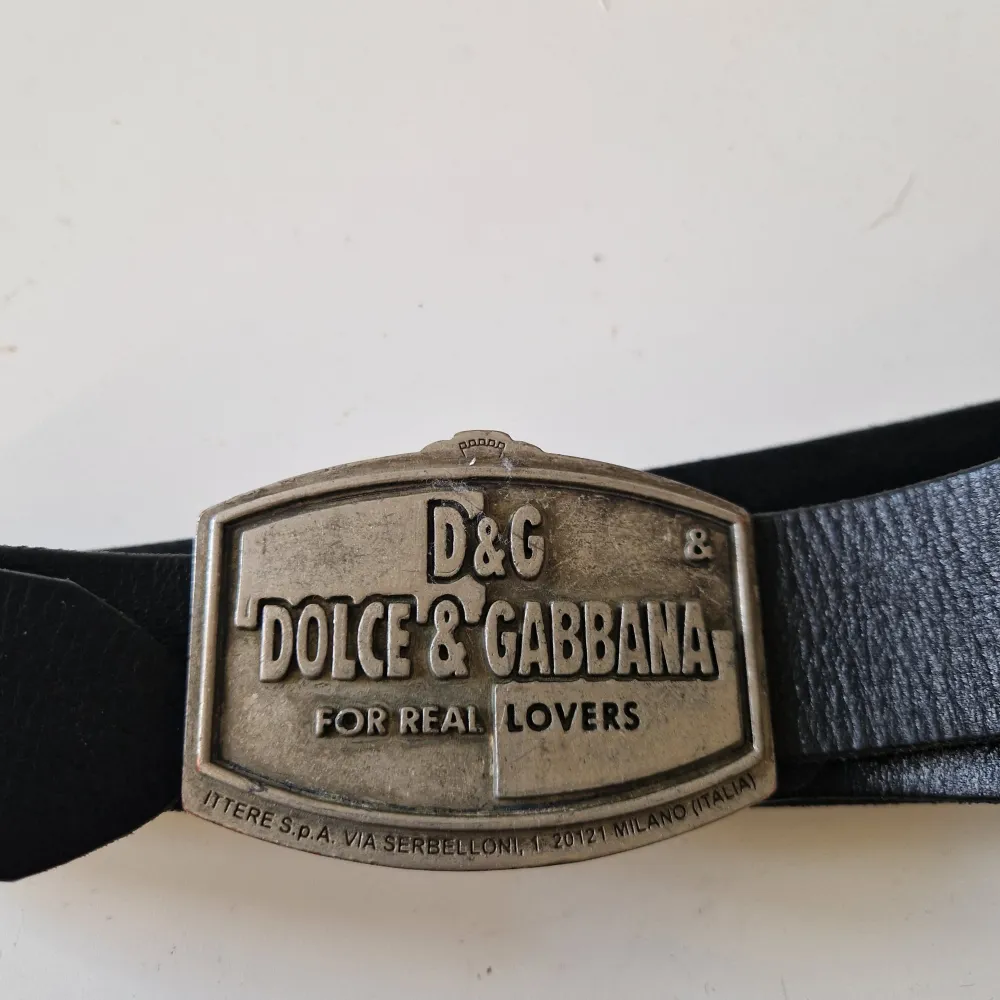 D&G
&
DOLCE & GABBANA
FOR REAL LOVERS
ITTERE S.p.A. VIA SERBELLONI, 1. 20121 MILANO (ITALIA)